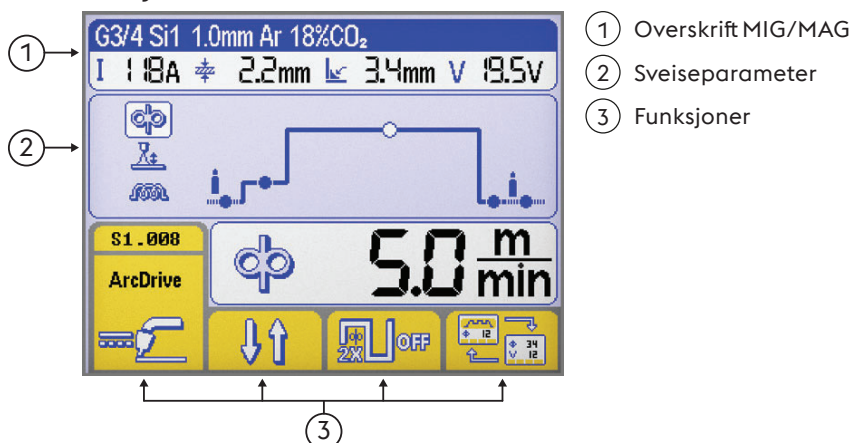 G3/4 Si1 1.0mm Ar 18%CO₂
I 118A 2.2mm 3.4mm V 19.5V
S1.008
ArcDrive
5.0 m/min
2X OFF
12 34
V 12
1 Overskrift MIG/MAG
2 Sveiseparameter
3 Funksjoner
1
2
3